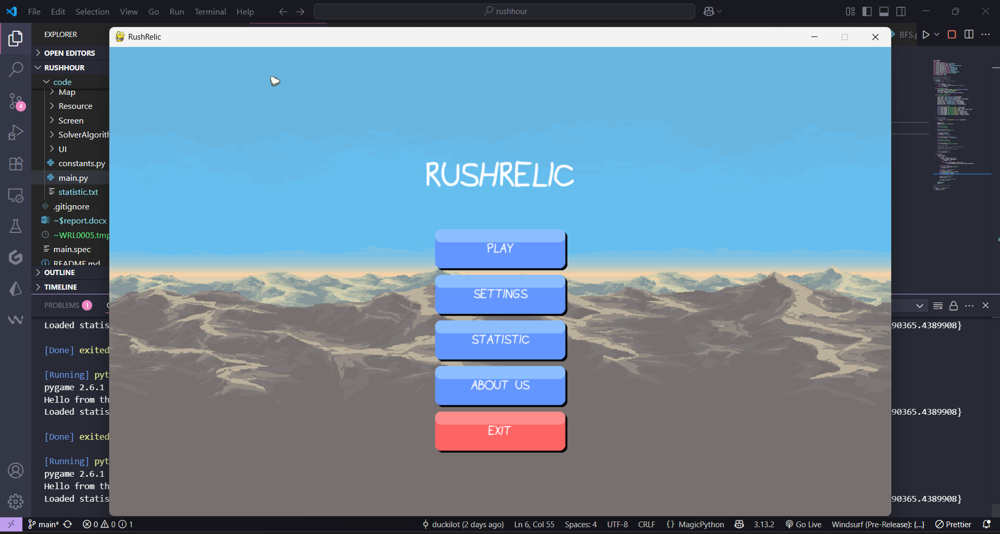 File Edit Selection View Go Run Terminal Help
rushhour
EXPLORER
OPEN EDITORS
RUSHHOUR
code
Map
Resource
Screen
SolverAlgorith
UI
constants.py
main.py
statistic.txt
.gitignore
~$report.docx
~WRL0005.tmp
main.spec
README.md
OUTLINE
TIMELINE
BFS.p
RushRelic
RUSHRELIC
PLAY
SETTINGS
STATISTIC
ABOUT US
EXIT
4
PROBLEMS 1
Loaded statis
90365.4389908}
[Done] exited
[Running] pyt
pygame 2.6.1
Hello from th
Loaded statis
90365.4389908}
[Done] exited
[Running] pyt
pygame 2.6.1
Hello from th
Loaded statis
90365.4389908}
main* 0 0 1 duckilot (2 days ago) Ln 6, Col 55 Spaces: 4 UTF-8 CRLF {} MagicPython 3.13.2 Go Live Windsurf (Pre-Release): {...} Prettier